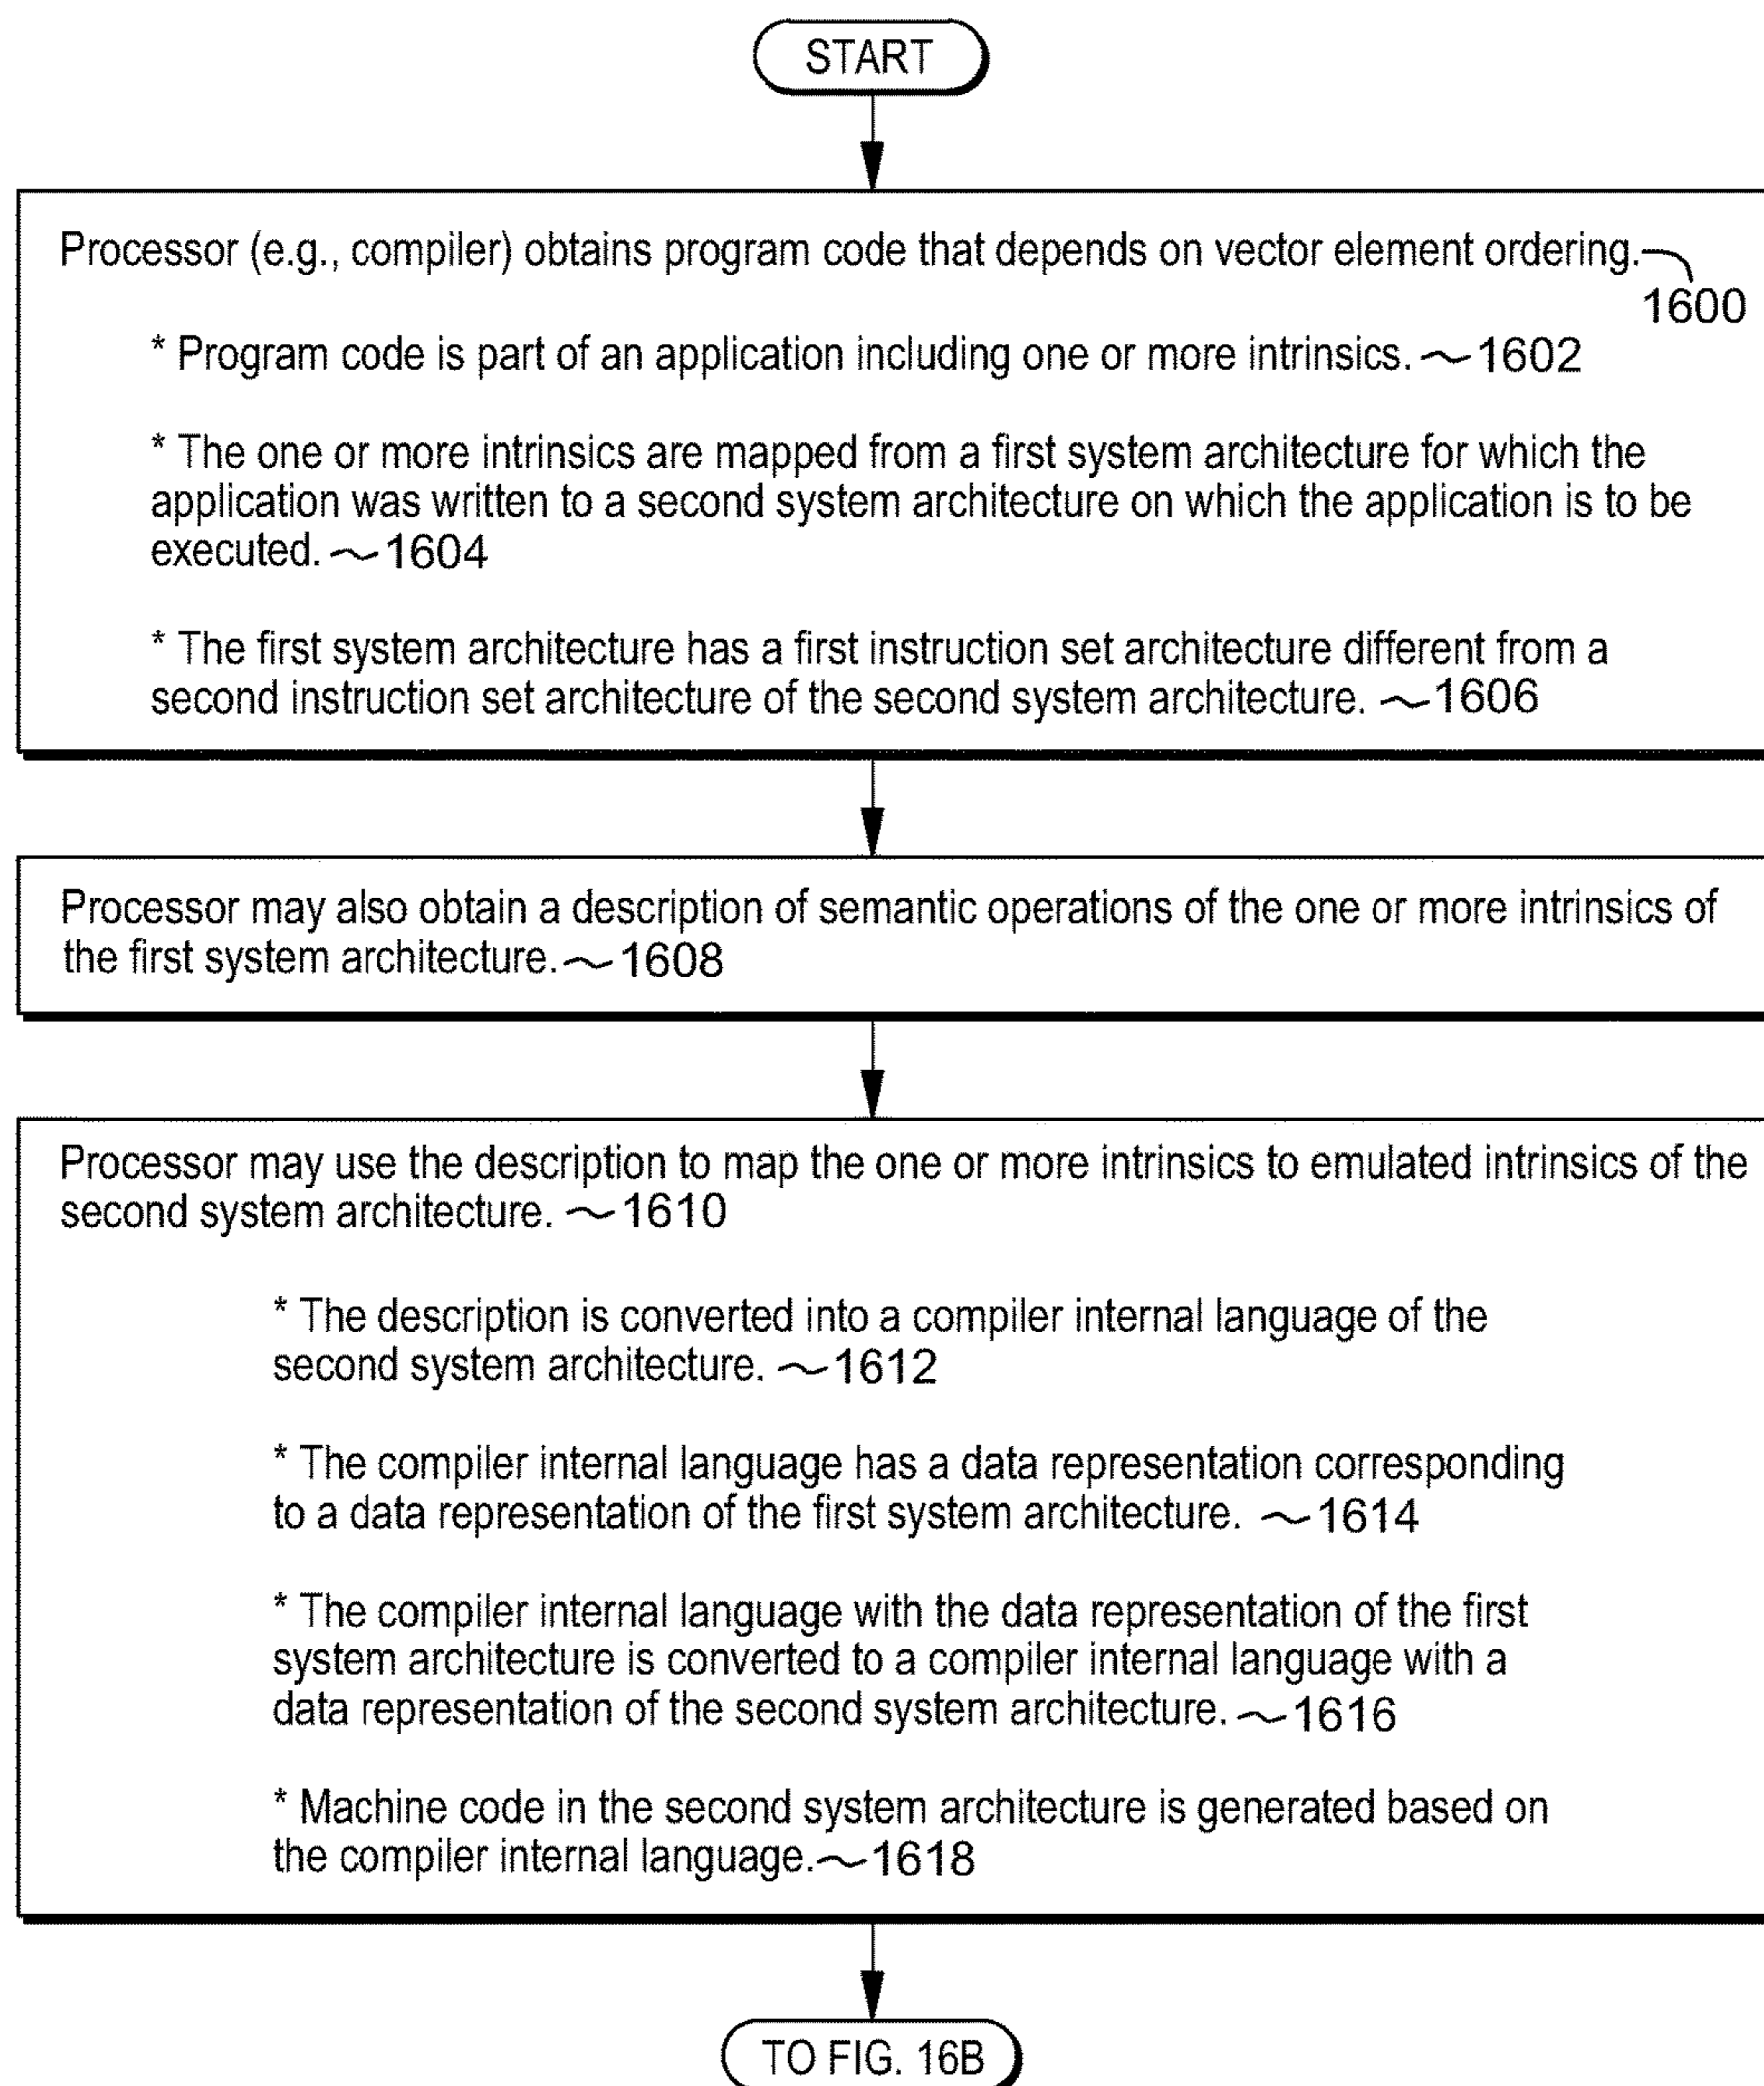 START
Processor (e.g., compiler) obtains program code that depends on vector element ordering.
1600
* Program code is part of an application including one or more intrinsics. 1602
* The one or more intrinsics are mapped from a first system architecture for which the
application was written to a second system architecture on which the application is to be
executed. 1604
* The first system architecture has a first instruction set architecture different from a
second instruction set architecture of the second system architecture. 1606
Processor may also obtain a description of semantic operations of the one or more intrinsics of
the first system architecture. 1608
Processor may use the description to map the one or more intrinsics to emulated intrinsics of the
second system architecture. 1610
* The description is converted into a compiler internal language of the
second system architecture. 1612
* The compiler internal language has a data representation corresponding
to a data representation of the first system architecture. 1614
* The compiler internal language with the data representation of the first
system architecture is converted to a compiler internal language with a
data representation of the second system architecture. 1616
* Machine code in the second system architecture is generated based on
the compiler internal language. 1618
TO FIG. 16B